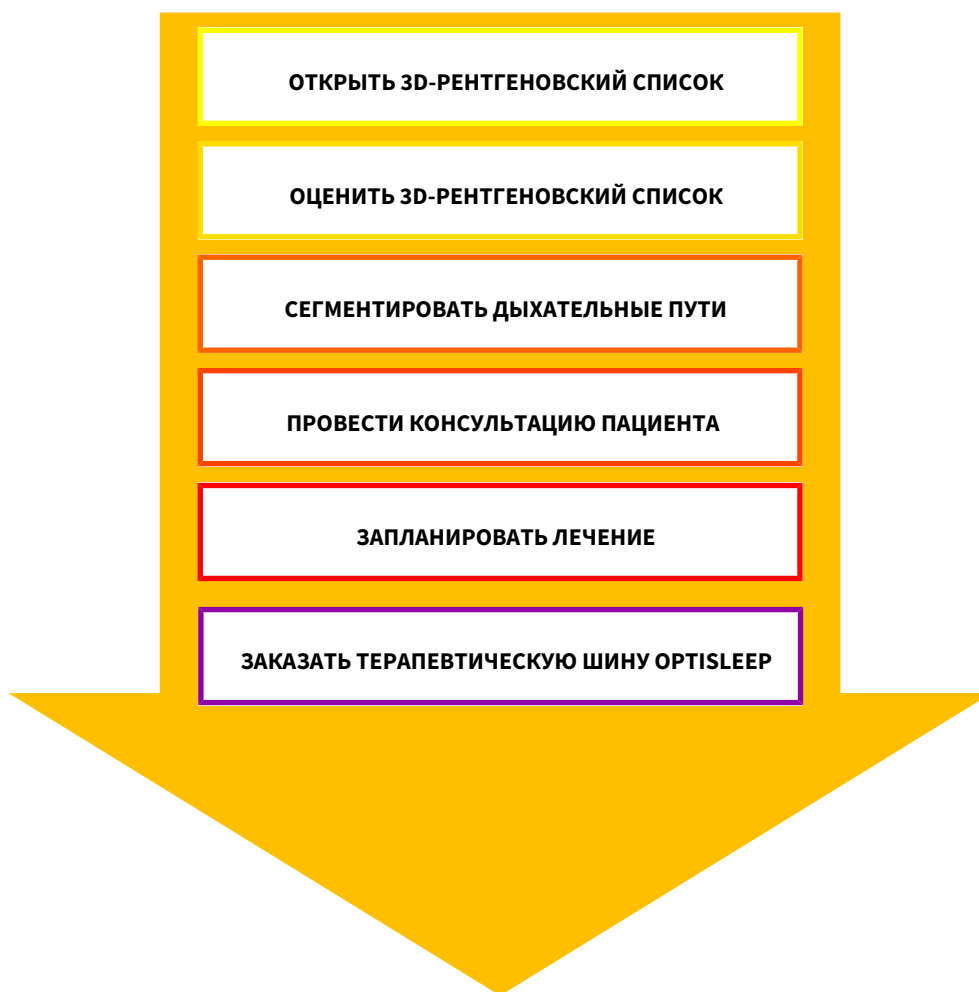 ОТКРЫТЬ 3D-РЕНТГЕНОВСКИЙ СПИСОК
ОЦЕНИТЬ 3D-РЕНТГЕНОВСКИЙ СПИСОК
СЕГМЕНТИРОВАТЬ ДЫХАТЕЛЬНЫЕ ПУТИ
ПРОВЕСТИ КОНСУЛЬТАЦИЮ ПАЦИЕНТА
ЗАПЛАНИРОВАТЬ ЛЕЧЕНИЕ
ЗАКАЗАТЬ ТЕРАПЕВТИЧЕСКУЮ ШИНУ OPTISLEEP